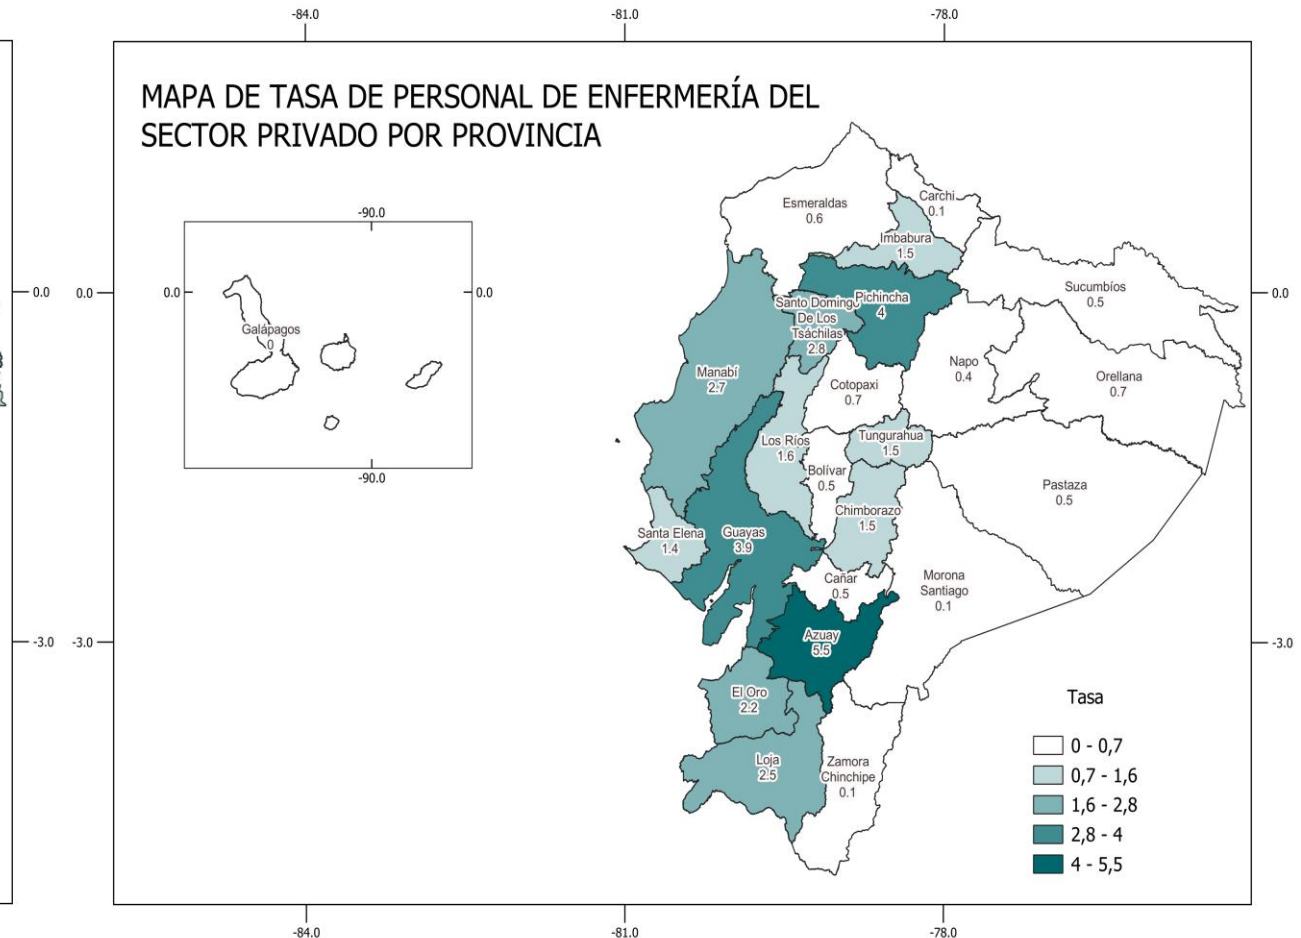 -84.0
-81.0
-78.0
MAPA DE TASA DE PERSONAL DE ENFERMERÍA DEL
SECTOR PRIVADO POR PROVINCIA
-90.0
0.0
0.0
0.0
0.0
0.0
Galápagos
0
-90.0
Esmeraldas
0.6
Carchi
0.1
Imbabura
1.5
Sucumbíos
0.5
Santo Domingo
De Los
Tsáchilas
2.8
Pichincha
4
Manabí
2.7
Cotopaxi
0.7
Napo
0.4
Orellana
0.7
Los Ríos
1.6
Tungurahua
1.5
Bolívar
0.5
Pastaza
0.5
Chimborazo
1.5
Santa Elena
1.4
Guayas
3.9
Cañar
0.5
Morona
Santiago
0.1
Azuay
5.5
-3.0
-3.0
-3.0
El Oro
2.2
Loja
2.5
Zamora
Chinchipe
0.1
Tasa
0 - 0,7
0,7 - 1,6
1,6 - 2,8
2,8 - 4
4 - 5,5
-84.0
-81.0
-78.0